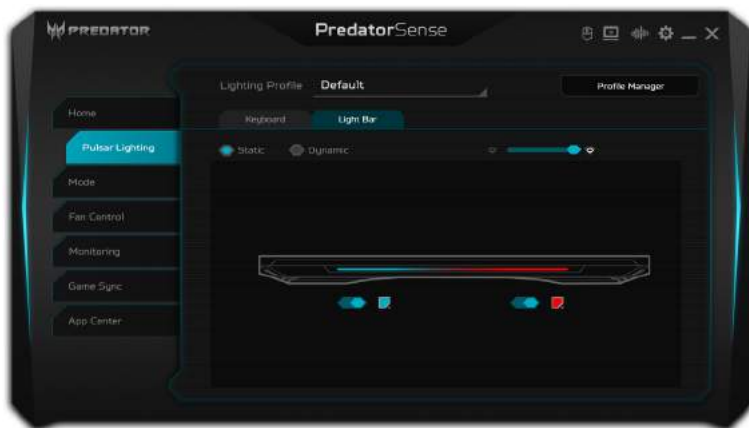 PREDATOR
PredatorSense
Lighting Profile Default
Profile Manager
Home
Keyboard Light Bar
Pulsar Lighting
Static Dynamic
Mode
Fan Control
Monitoring
Game Sync
App Center